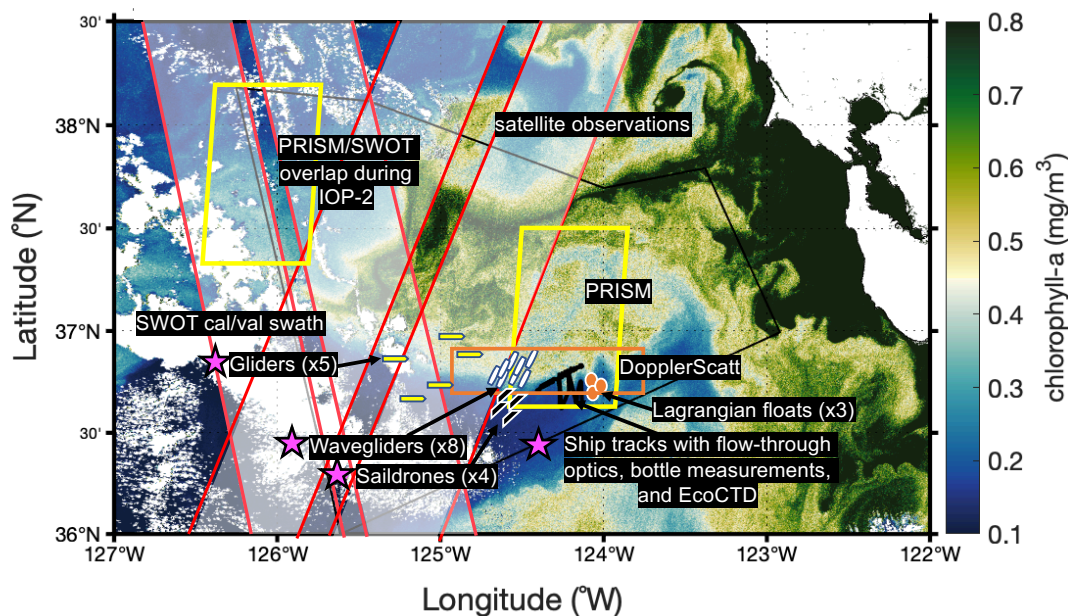 30'
38°N
30'
37°N
30'
36°N
Latitude (°N)
127°W
126°W
125°W
124°W
123°W
122°W
Longitude (°W)
satellite observations
PRISM/SWOT
overlap during
IOP-2
PRISM
SWOT cal/val swath
Gliders (x5)
DopplerScatt
Lagrangian floats (x3)
Wavegliders (x8)
Saildrones (x4)
Ship tracks with flow-through
optics, bottle measurements,
and EcoCTD
0.8
0.7
0.6
0.5
0.4
0.3
0.2
0.1
chlorophyll-a (mg/m³)